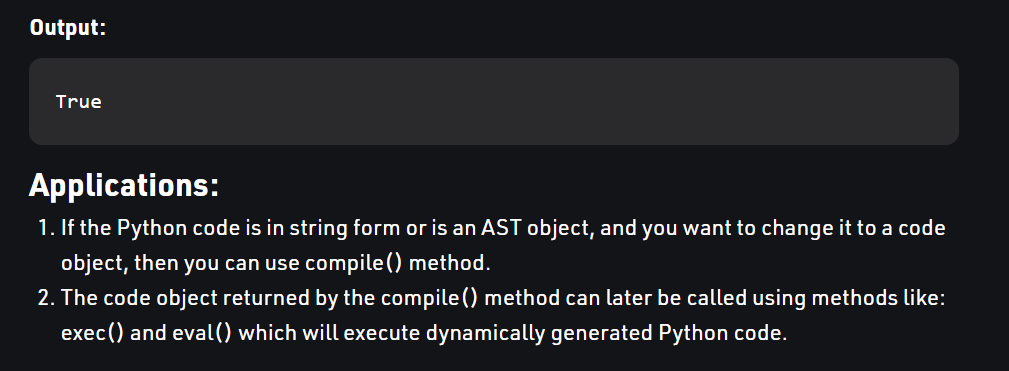 Output:
True
Applications:
1. If the Python code is in string form or is an AST object, and you want to change it to a code
object, then you can use compile() method.
2. The code object returned by the compile() method can later be called using methods like:
exec() and eval() which will execute dynamically generated Python code.